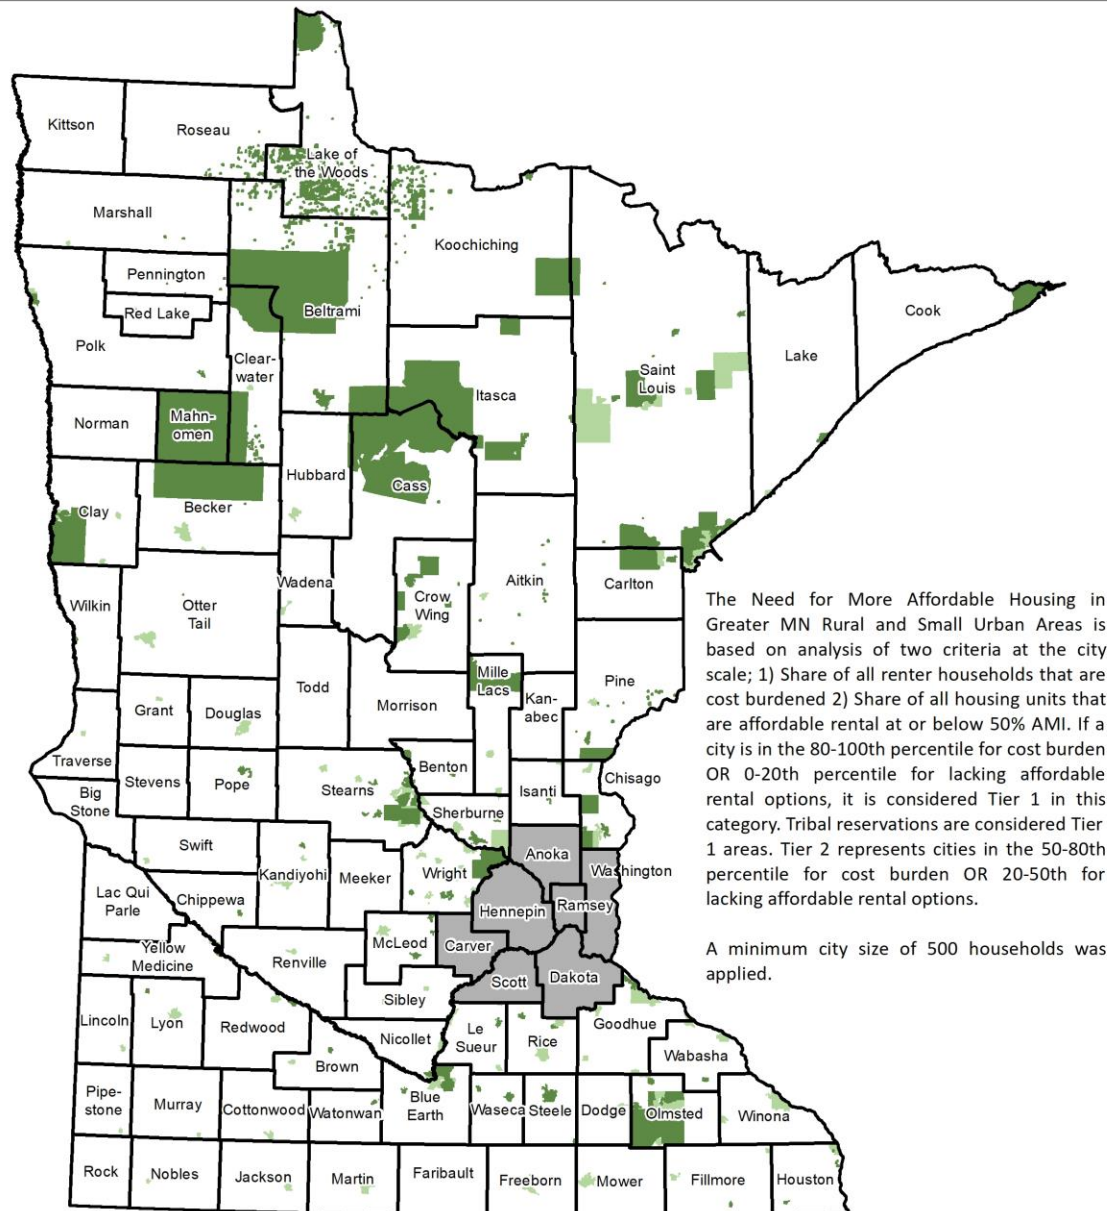 Kittson
Roseau
Lake of
the Woods
Marshall
Koochiching
Pennington
Red Lake
Beltrami
Polk
Clear-
water
Cook
Lake
Saint
Louis
Itasca
Norman
Mahn-
omen
Hubbard
Cass
Clay
Becker
Wadena
Aitkin
Carlton
Crow
Wing
Wilkin
Otter
Tail
Todd
Mille
Lacs
Kan-
abec
Pine
Morrison
Grant
Douglas
Traverse
Stevens
Pope
Stearns
Benton
Big
Stone
Sherburne
Isanti
Chisago
Swift
Kandiyohi
Meeker
Wright
Anoka
Washington
Lac Qui
Parle
Chippewa
Hennepin
Ramsey
Yellow
Medicine
Renville
McLeod
Carver
Scott
Dakota
Sibley
Lincoln
Lyon
Redwood
Nicollet
Le
Sueur
Rice
Goodhue
Wabasha
Brown
Pipe-
stone
Murray
Cottonwood
Watonwan
Blue
Earth
Waseca
Steele
Dodge
Olmsted
Winona
Rock
Nobles
Jackson
Martin
Faribault
Freeborn
Mower
Fillmore
Houston
The Need for More Affordable Housing in
Greater MN Rural and Small Urban Areas is
based on analysis of two criteria at the city
scale; 1) Share of all renter households that are
cost burdened 2) Share of all housing units that
are affordable rental at or below 50% AMI. If a
city is in the 80-100th percentile for cost burden
OR 0-20th percentile for lacking affordable
rental options, it is considered Tier 1 in this
category. Tribal reservations are considered Tier
1 areas. Tier 2 represents cities in the 50-80th
percentile for cost burden OR 20-50th for
lacking affordable rental options.
A minimum city size of 500 households was
applied.